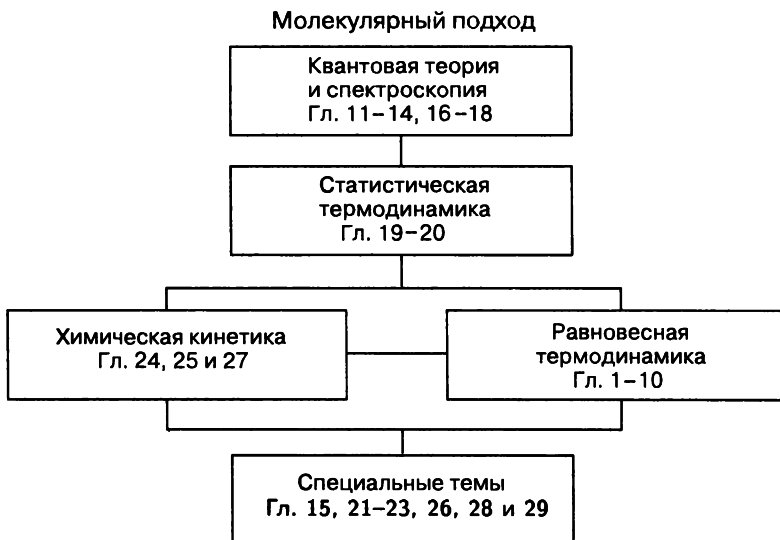 Молекулярный подход
Квантовая теория
и спектроскопия
Гл. 11–14, 16–18
Статистическая
термодинамика
Гл. 19–20
Химическая кинетика
Гл. 24, 25 и 27
Равновесная
термодинамика
Гл. 1–10
Специальные темы
Гл. 15, 21–23, 26, 28 и 29